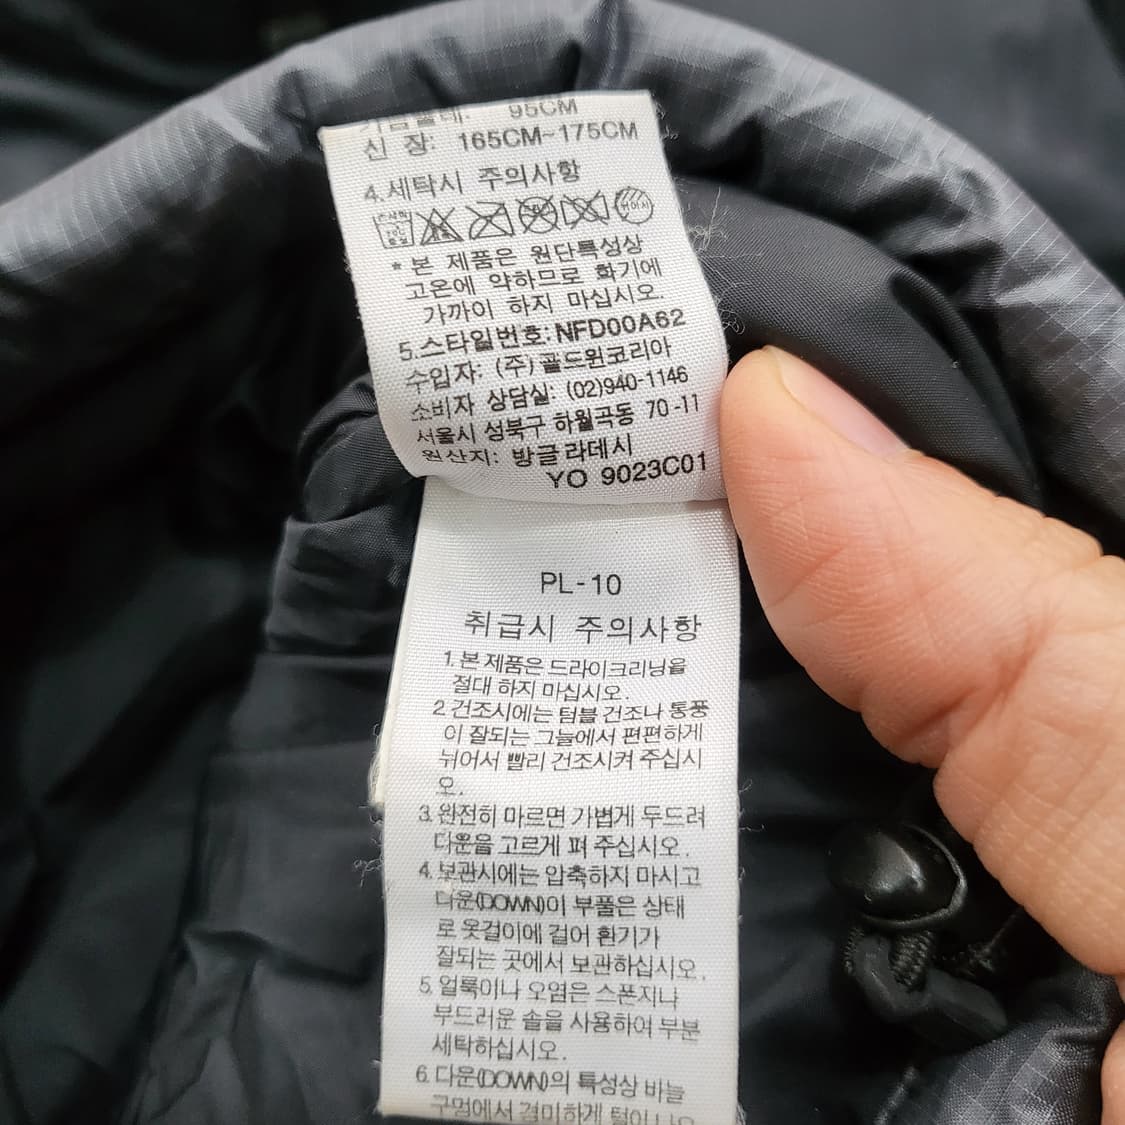 가슴둘레: 95CM
신 장: 165CM~175CM
4.세탁시 주의사항
* 본 제품은 원단특성상
고온에 약하므로 화기에
가까이 하지 마십시오.
5.스타일번호: NFD00A62
수입자: (주)골드윈코리아
소비자 상담실: (02)940-1146
서울시 성북구 하월곡동 70-11
원산지: 방글라데시
YO 9023C01
PL-10
취급시 주의사항
1. 본 제품은 드라이크리닝을
절대 하지 마십시오.
2 건조시에는 텀블 건조나 통풍
이 잘되는 그늘에서 편편하게
뉘어서 빨리 건조시켜 주십시
오.
3. 완전히 마르면 가볍게 두드려
다운을 고르게 펴 주십시오.
4. 보관시에는 압축하지 마시고
다운(DOWN)이 부풀은 상태
로 옷걸이에 걸어 환기가
잘되는 곳에서 보관하십시오.
5. 얼룩이나 오염은 스폰지나
부드러운 솔을 사용하여 부분
세탁하십시오.
6. 다운(DOWN)의 특성상 바늘
구멍에서 경미하게